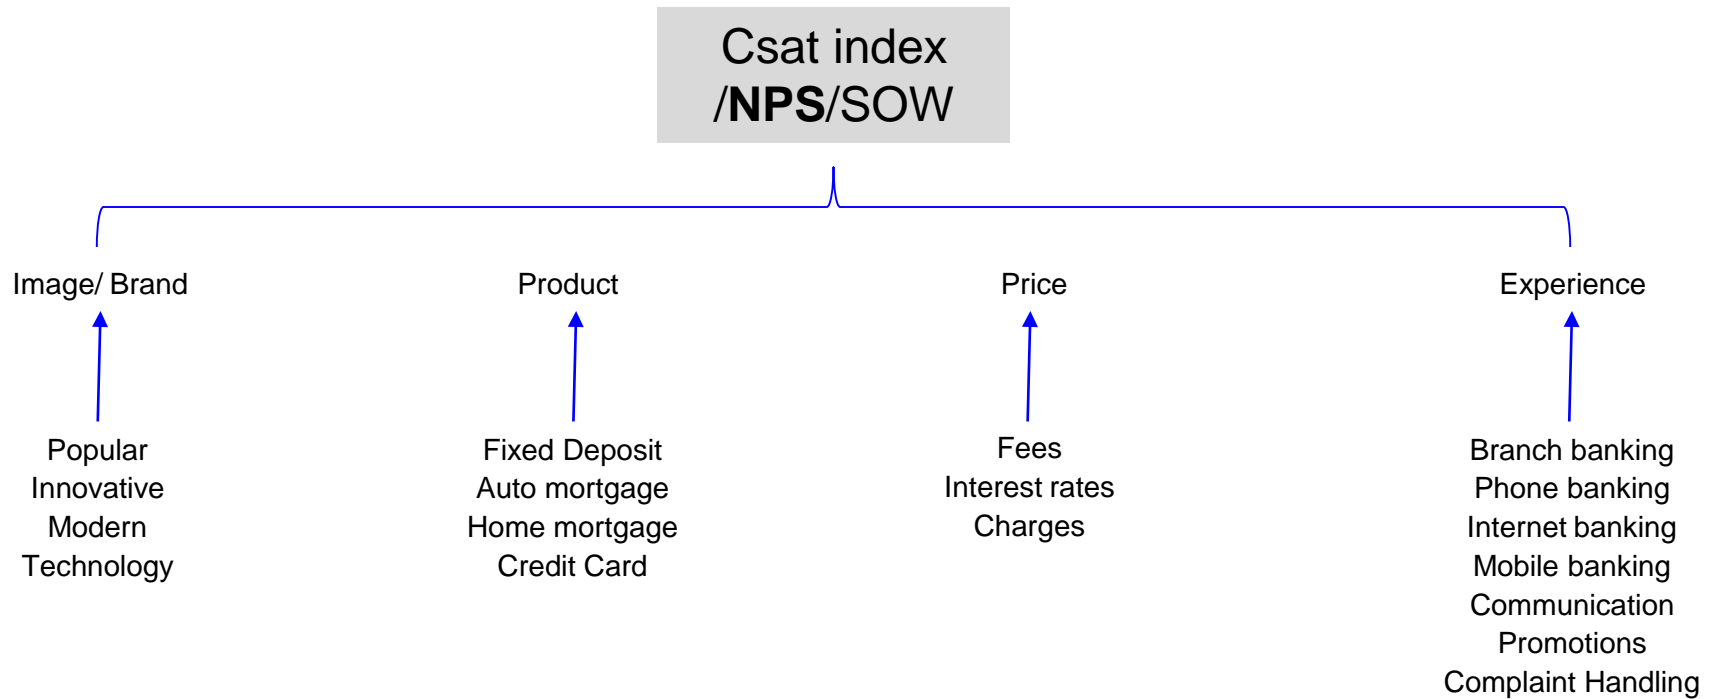 Csat index
/NPS/SOW
Image/ Brand
Product
Price
Experience
Popular
Innovative
Modern
Technology
Fixed Deposit
Auto mortgage
Home mortgage
Credit Card
Fees
Interest rates
Charges
Branch banking
Phone banking
Internet banking
Mobile banking
Communication
Promotions
Complaint Handling